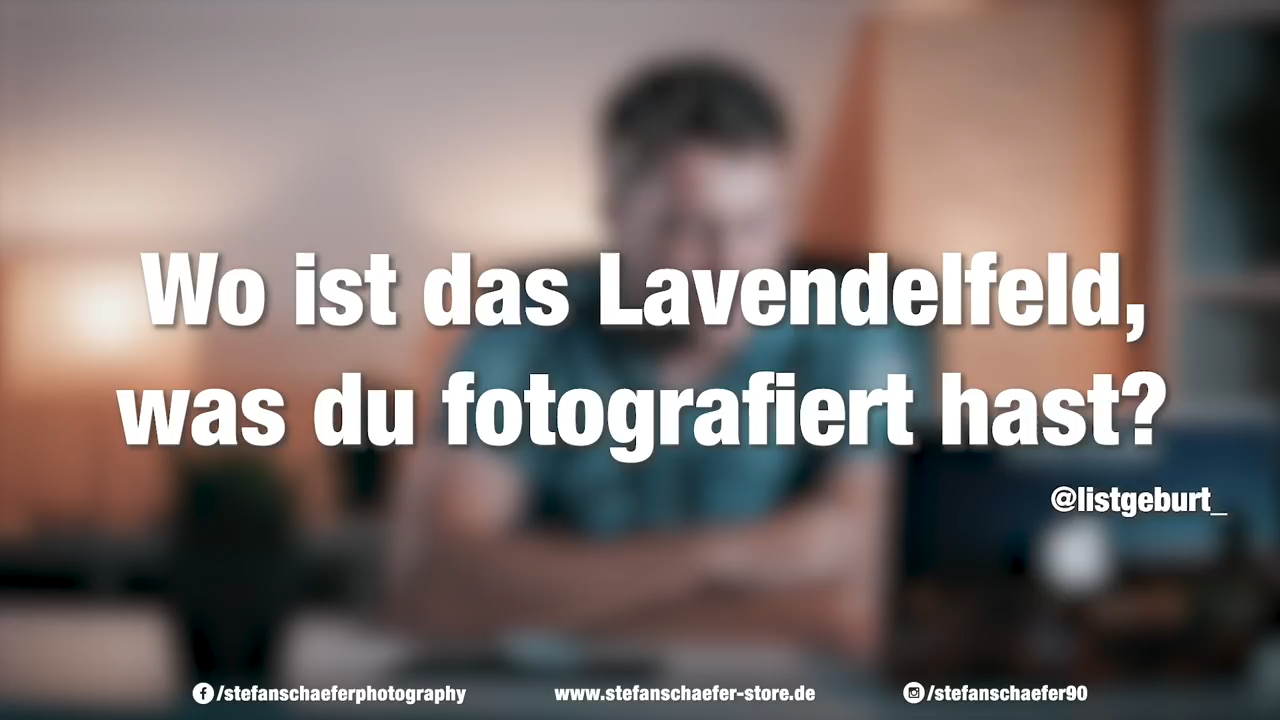 Wo ist das Lavendelfeld,
was du fotografiert hast?
@listgeburt_
/stefanschaeferphotography www.stefanschaefer-store.de /stefanschaefer90